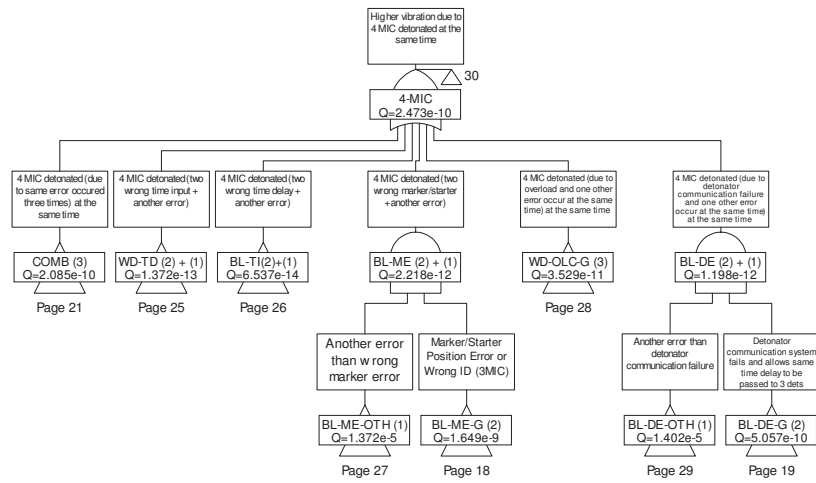 Higher vibration due to
4 MIC detonated at the
same time
30
4-MIC
Q=2.473e-10
4 MIC detonated (due
to same error occured
three times) at the
same time
COMB (3)
Q=2.085e-10
Page 21
4 MIC detonated (two
wrong time input +
another error)
WD-TD (2) + (1)
Q=1.372e-13
Page 25
4 MIC detonated (two
wrong time delay +
another error)
BL-TI(2)+(1)
Q=6.537e-14
Page 26
4 MIC detonated (two
wrong marker/starter
+another error)
BL-ME (2) + (1)
Q=2.218e-12
4 MIC detonated (due to
overload and one other
error occur at the same
time) at the same time
WD-OLC-G (3)
Q=3.529e-11
Page 28
4 MIC detonated (due to
detonator
communication failure
and one other error
occur at the same time) at
the same time
BL-DE (2) + (1)
Q=1.198e-12
Another error
than wrong
marker error
BL-ME-OTH (1)
Q=1.372e-5
Page 27
Marker/Starter
Position Error or
Wrong ID (3MIC)
BL-ME-G (2)
Q=1.649e-9
Page 18
Another error than
detonator
communication failure
BL-DE-OTH (1)
Q=1.402e-5
Page 29
Detonator
communication system
fails and allows same
time delay to be
passed to 3 dets
BL-DE-G (2)
Q=5.057e-10
Page 19